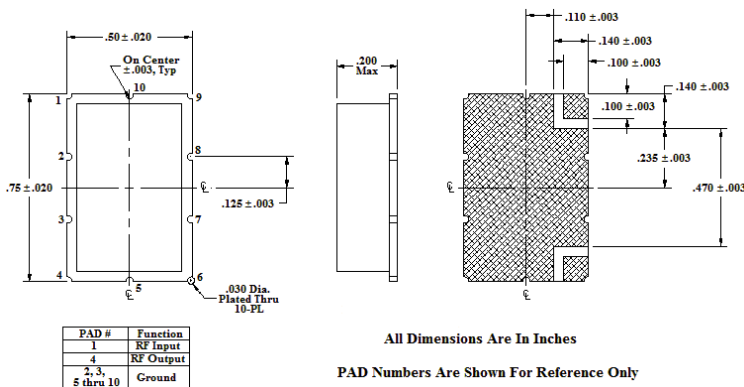 .50 ±.020
On Center
±.003, Typ
10
1
9
2
8
3
7
4
5
6
.75 ±.020
.125 ±.003
℄
℄
.030 Dia.
Plated Thru
10-PL
.200
Max
.110 ±.003
.140 ±.003
.100 ±.003
.100 ±.003
.140 ±.003
.235 ±.003
.470 ±.003
℄
℄
PAD # Function
1 RF Input
4 RF Output
2, 3,
5 thru 10 Ground
All Dimensions Are In Inches
PAD Numbers Are Shown For Reference Only